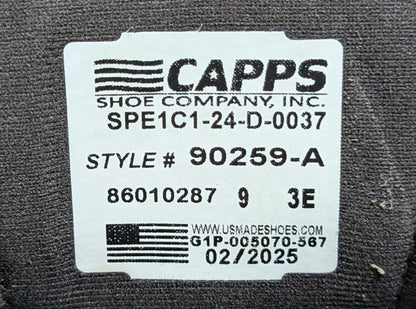 CAPPS
SHOE COMPANY, INC.
SPE1C1-24-D-0037
STYLE # 90259-A
86010287 9 3E
WWW.USMADESHOES.COM
G1P-005070-567
02/2025